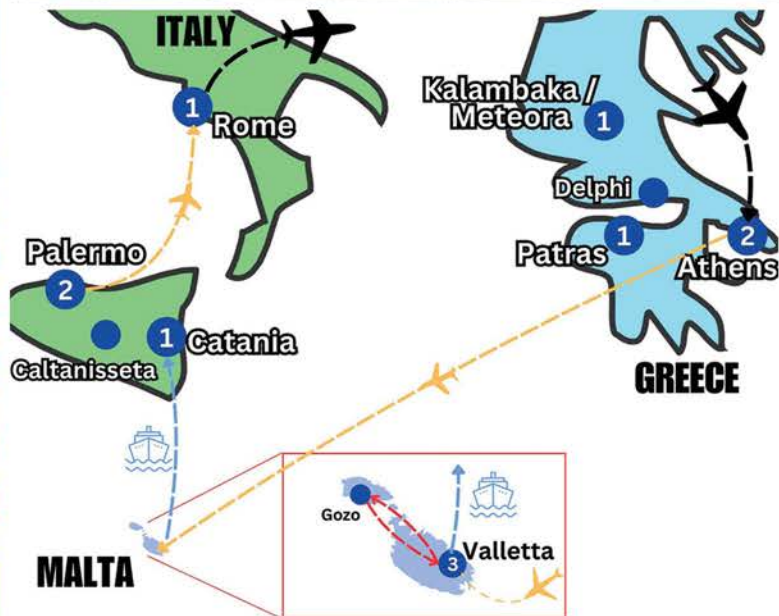 ITALY
1
Rome
Kalambaka /
Meteora
1
Delphi
Patras
1
2
Athens
GREECE
Palermo
2
1
Catania
Caltanisseta
MALTA
Gozo
3
Valletta